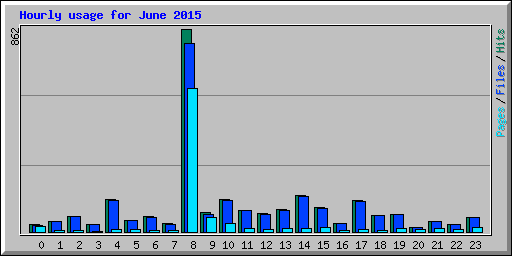 Hourly usage for June 2015
862
Pages/Files/Hits
0 1 2 3 4 5 6 7 8 9 10 11 12 13 14 15 16 17 18 19 20 21 22 23